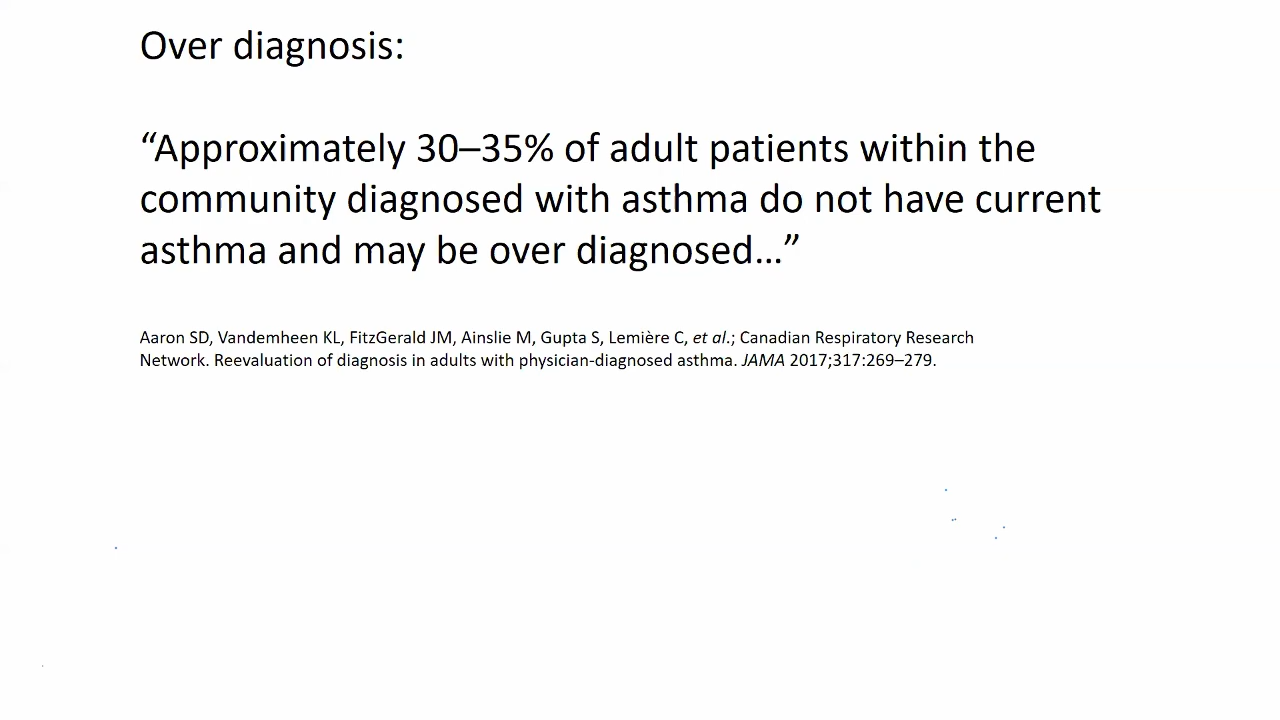 Over diagnosis:
“Approximately 30–35% of adult patients within the
community diagnosed with asthma do not have current
asthma and may be over diagnosed…”
Aaron SD, Vandemheen KL, FitzGerald JM, Ainslie M, Gupta S, Lemière C, et al.; Canadian Respiratory Research
Network. Reevaluation of diagnosis in adults with physician-diagnosed asthma. JAMA 2017;317:269–279.